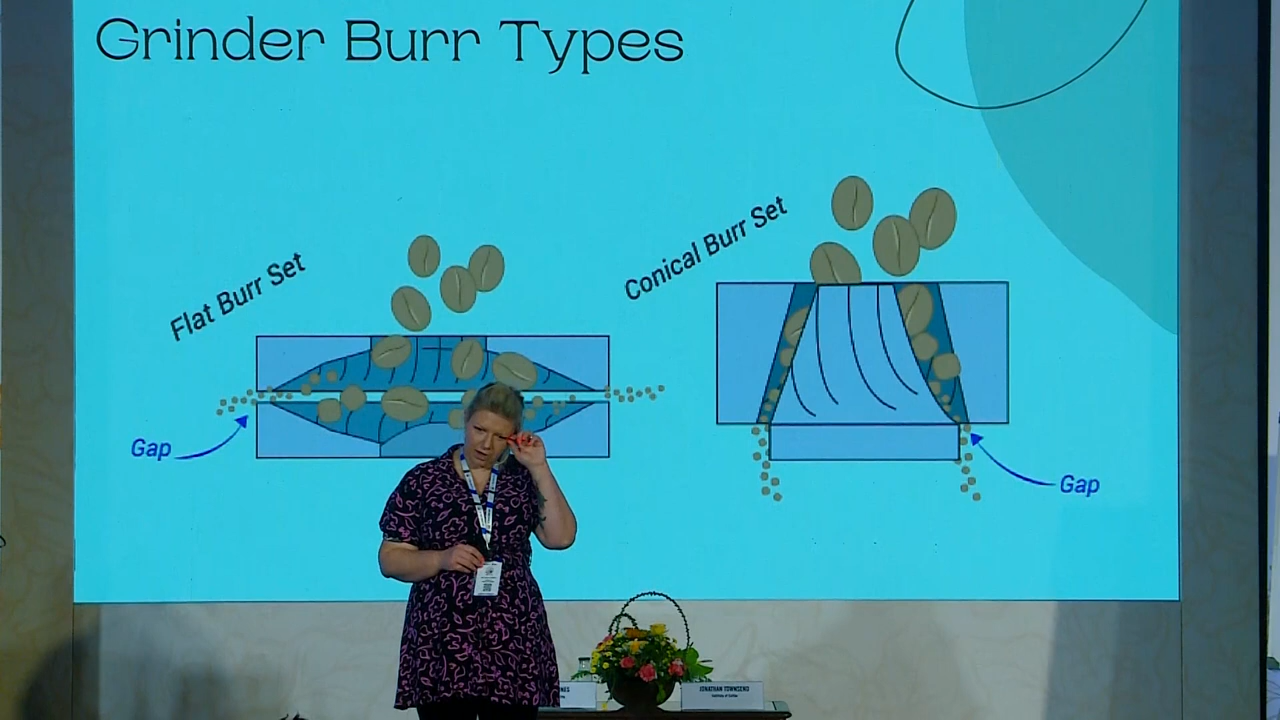 Grinder Burr Types
Conical Burr Set
Flat Burr Set
Gap
Gap
JONATHAN TOWNSEND